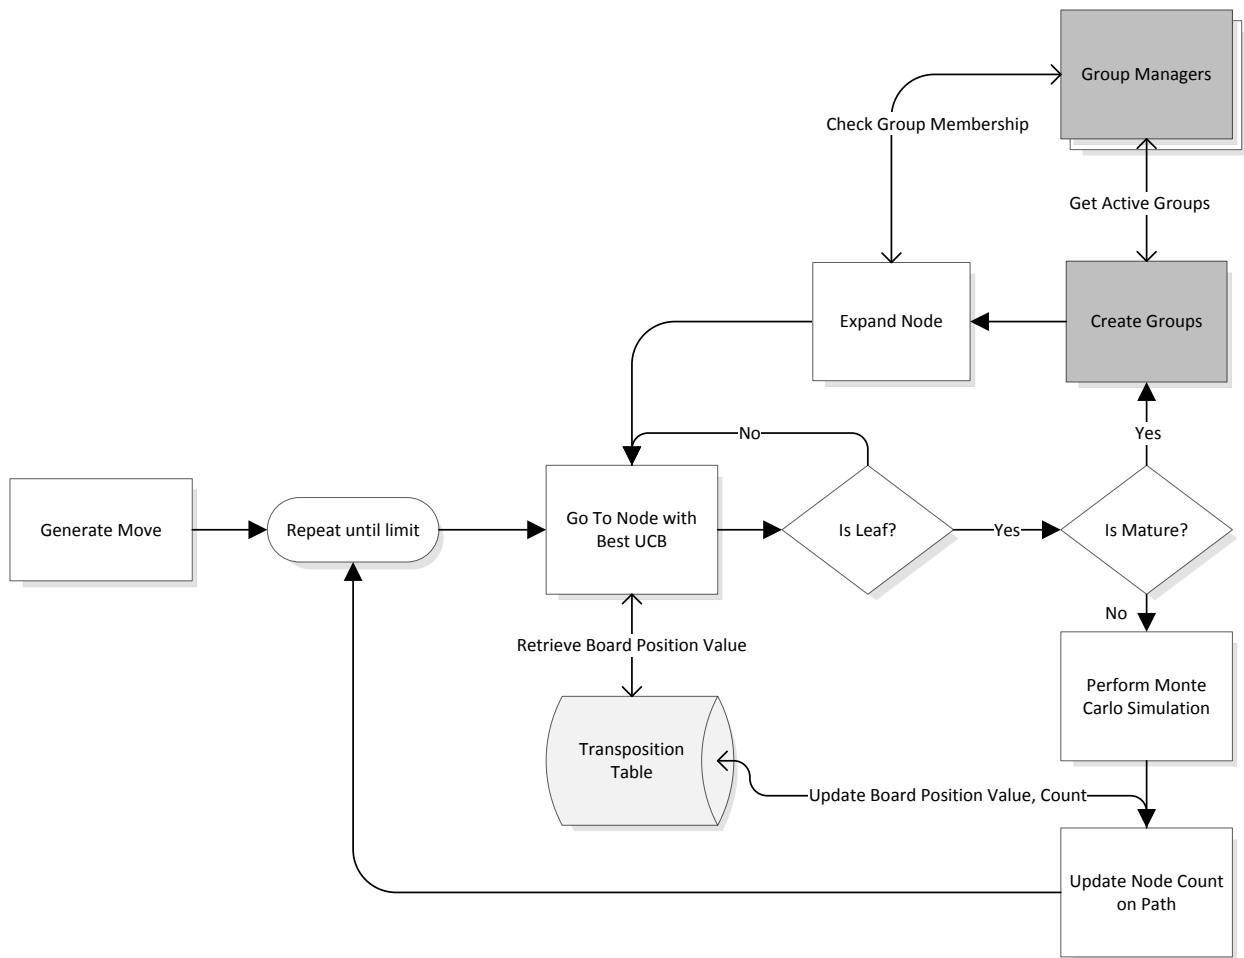 Group Managers
Check Group Membership
Get Active Groups
Expand Node
Create Groups
No
Yes
Generate Move
Repeat until limit
Go To Node with
Best UCB
Is Leaf?
Yes
Is Mature?
No
Retrieve Board Position Value
Perform Monte
Carlo Simulation
Transposition
Table
Update Board Position Value, Count
Update Node Count
on Path